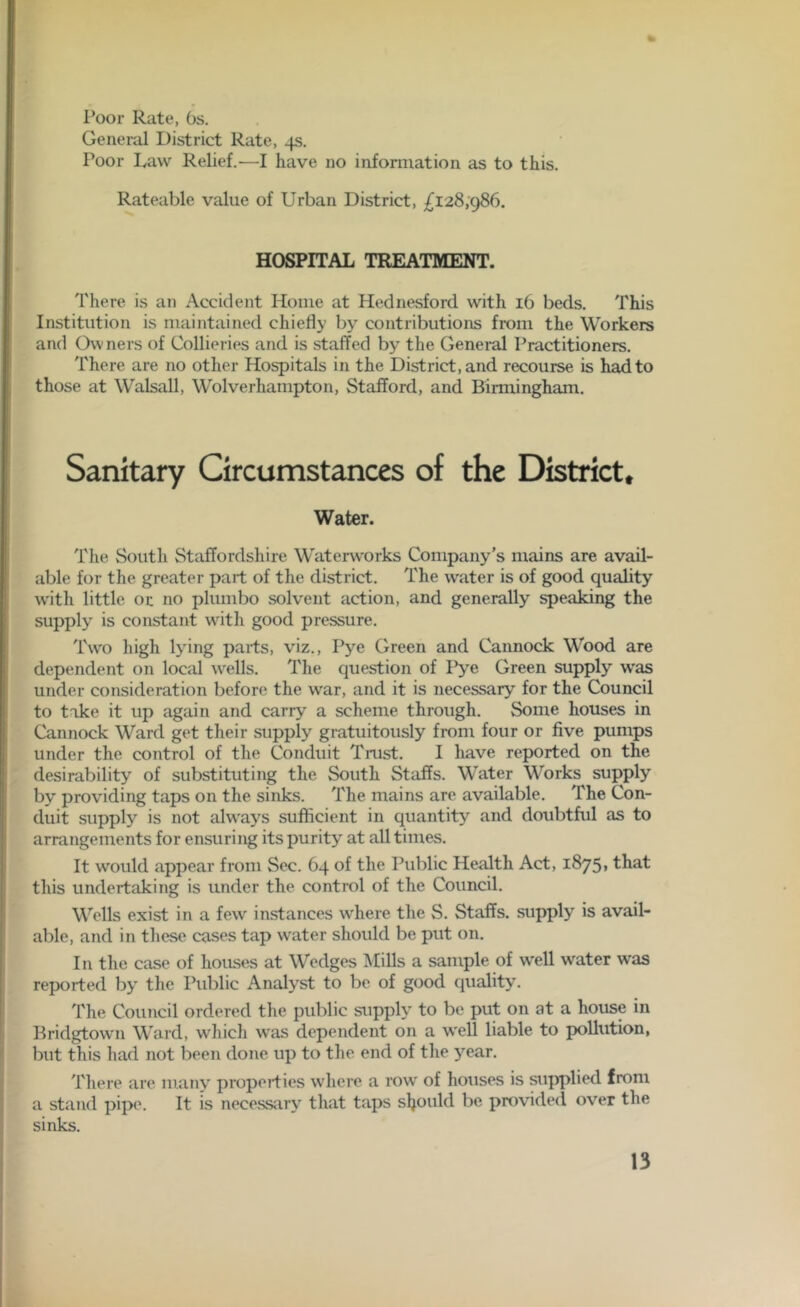 Poor Rate, 6s.
General District Rate, 4s.
Poor Law Relief.—I have no information as to this.
Rateable value of Urban District, £128,986.
HOSPITAL TREATMENT.
There is an Accident Home at Hednesford with 16 beds. This
Institution is maintained chiefly by contributions from the Workers
and Owners of Collieries and is staffed by the General Practitioners.
There are no other Hospitals in the District, and recourse is had to
those at Walsall, Wolverhampton, Stafford, and Birmingham.
Sanitary Circumstances of the District.
Water.
The South Staffordshire Waterworks Company's mains are avail-
able for the greater part of the district. The water is of good quality
with little or no plumbo solvent action, and generally speaking the
supply is constant with good pressure.
Two high lying parts, viz., Pye Green and Cannock Wood are
dependent on local wells. The question of Pye Green supply was
under consideration before the war, and it is necessary for the Council
to take it up again and carry a scheme through. Some houses in
Cannock Ward get their supply gratuitously from four or five pumps
under the control of the Conduit Trust. I have reported on the
desirability of substituting the South Staffs. Water Works supply
by providing taps on the sinks. The mains are available. The Con-
duit supply is not always sufficient in quantity and doubtful as to
arrangements for ensuring its purity at all times.
It would appear from Sec. 64 of the Public Health Act, 1875, that
this undertaking is under the control of the Council.
Wells exist in a few instances where the S. Staffs. supply is avail-
able, and in these cases tap water should be put on.
In the case of houses at Wedges Mills a sample of well water was
reported by the Public Analyst to be of good quality.
The Council ordered the public supply to be put on at a house in
Bridgtown Ward, which was dependent on a well liable to pollution,
but this had not been done up to the end of the year.
There are many properties where a row of houses is supplied from
a stand pipe. It is necessary that taps should be provided over the
sinks.
13